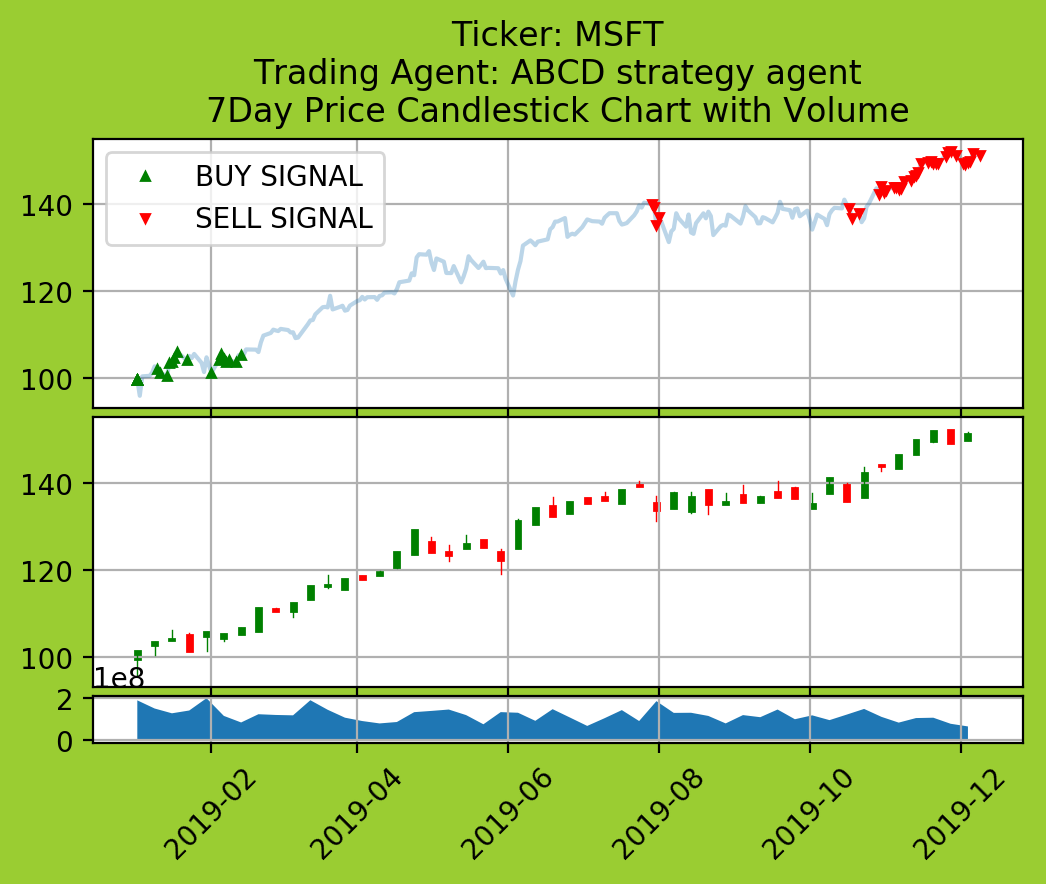 Ticker: MSFT
Trading Agent: ABCD strategy agent
7Day Price Candlestick Chart with Volume
BUY SIGNAL
SELL SIGNAL
140
120
100
140
120
100
1e8
2
0
2019-02
2019-04
2019-06
2019-08
2019-10
2019-12